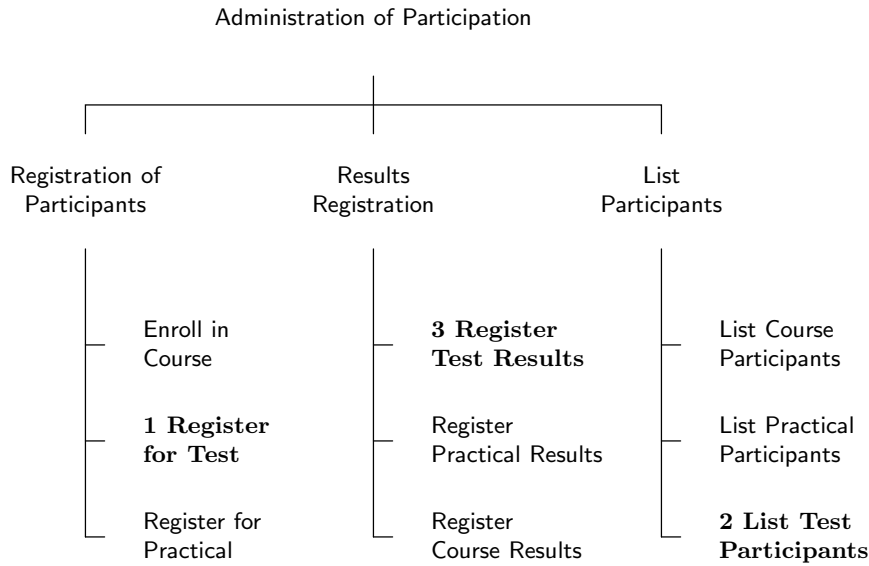 Administration of Participation
Registration of
Participants
Results
Registration
List
Participants
Enroll in
Course
1 Register
for Test
Register for
Practical
3 Register
Test Results
Register
Practical Results
Register
Course Results
List Course
Participants
List Practical
Participants
2 List Test
Participants